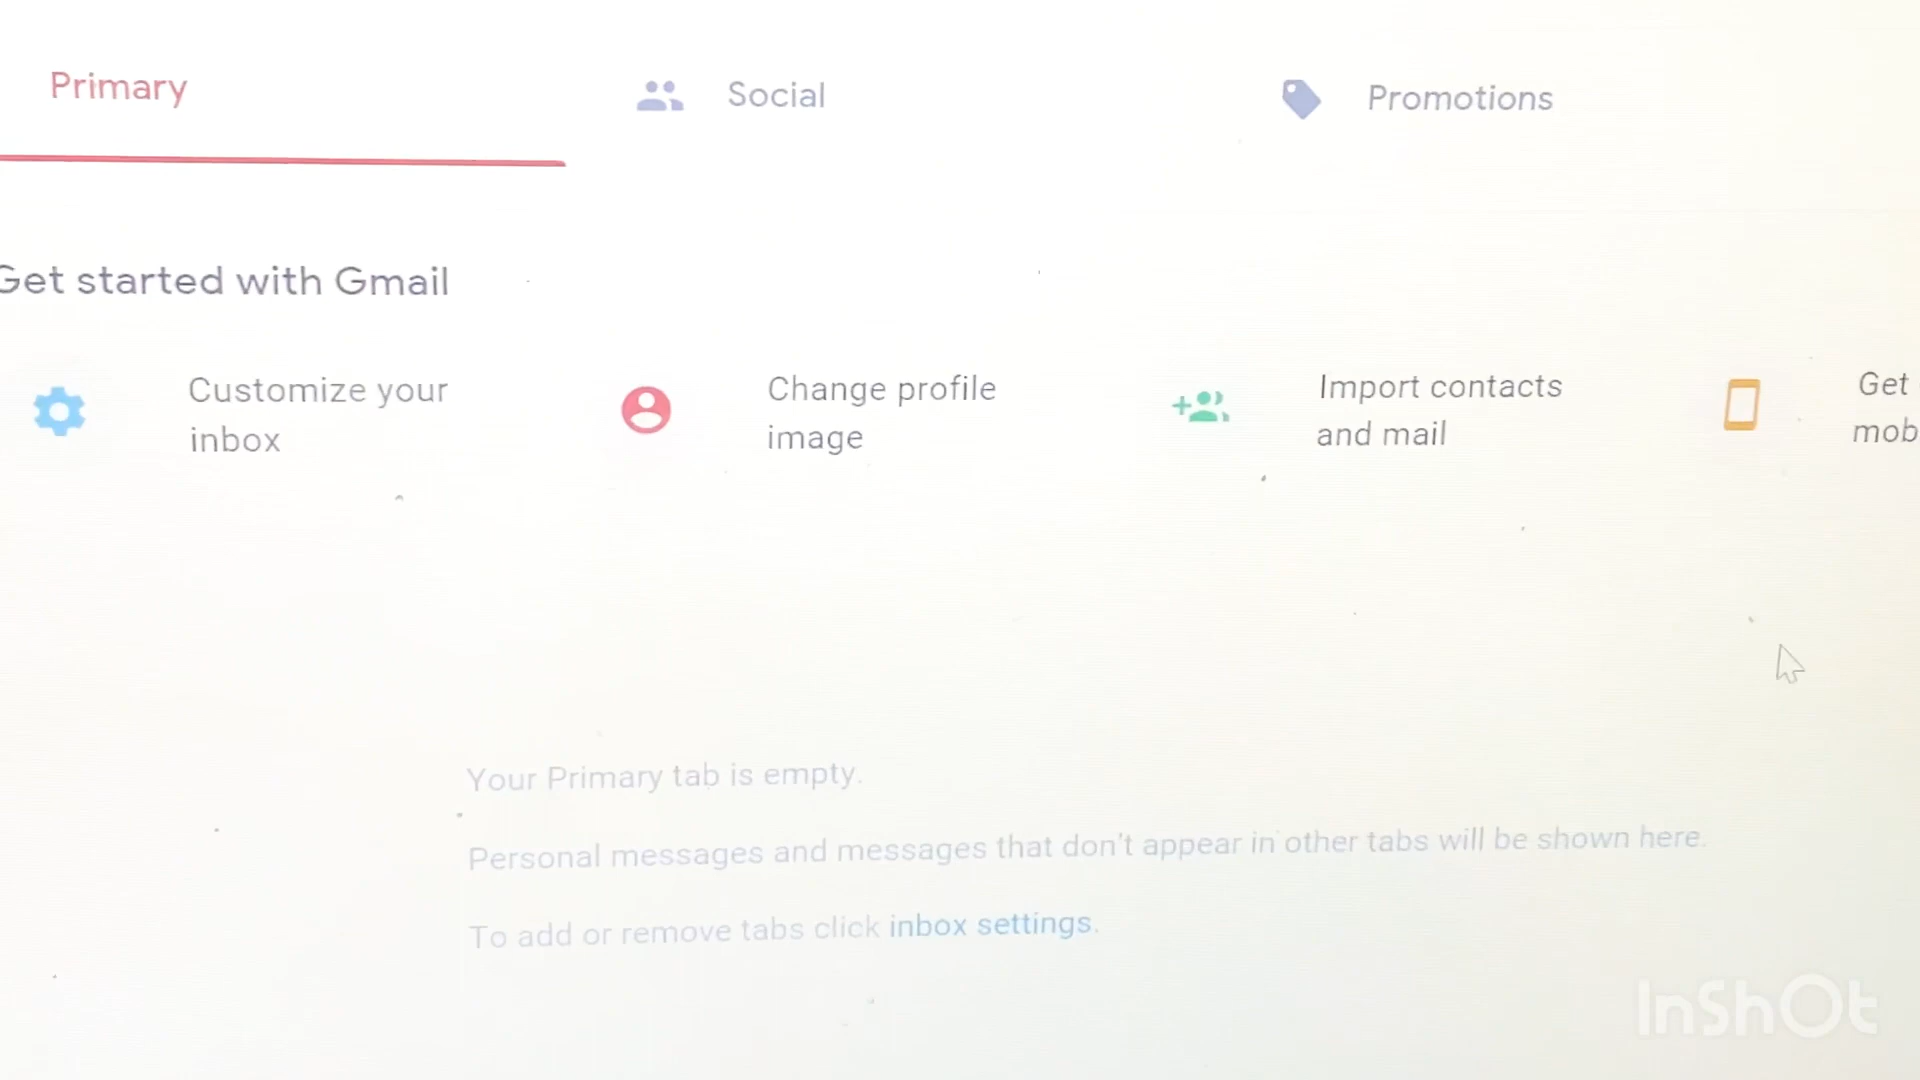 Primary
Social
Promotions
Get started with Gmail
Customize your
inbox
Change profile
image
Import contacts
and mail
Get
mob
Your Primary tab is empty.
Personal messages and messages that don't appear in other tabs will be shown here.
To add or remove tabs click inbox settings.
InShOt